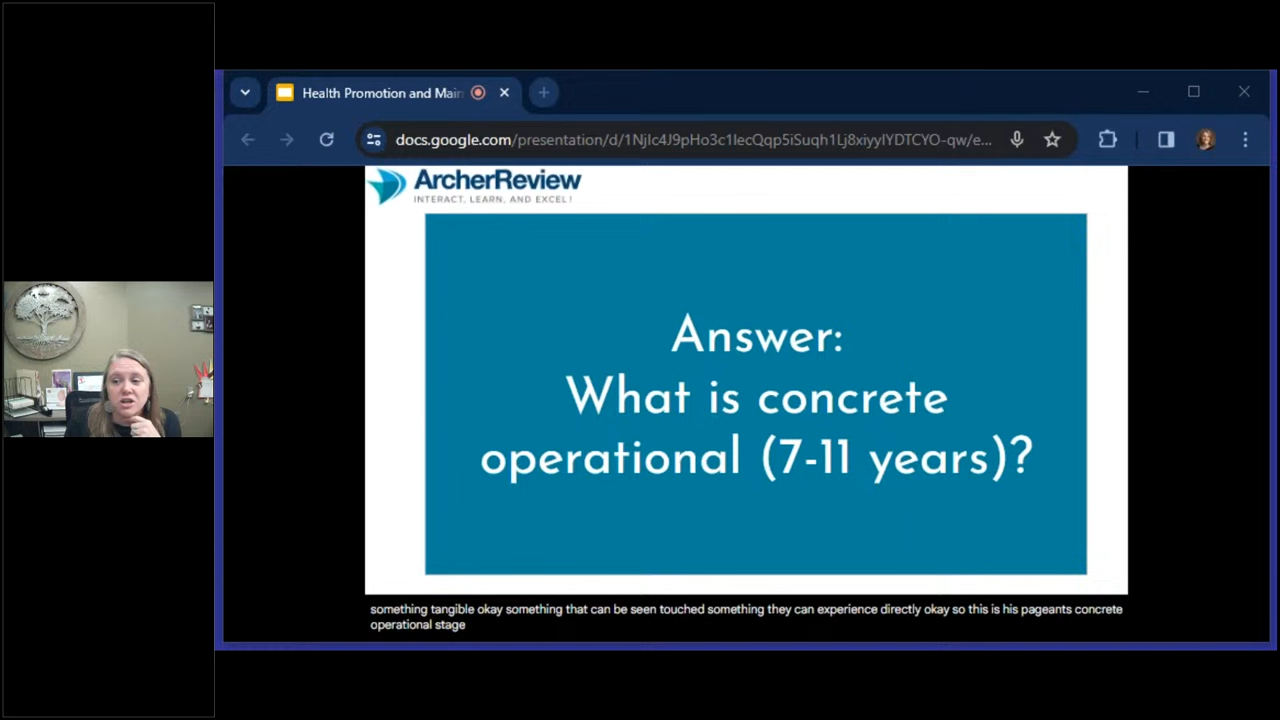 Health Promotion and Main
docs.google.com/presentation/d/1NjIc4J9pHo3c1IecQqp5iSuqh1Lj8xiyyIYDTCYO-qw/e...
ArcherReview
INTERACT, LEARN, AND EXCEL!
Answer:
What is concrete
operational (7-11 years)?
something tangible okay something that can be seen touched something they can experience directly okay so this is his pageants concrete
operational stage